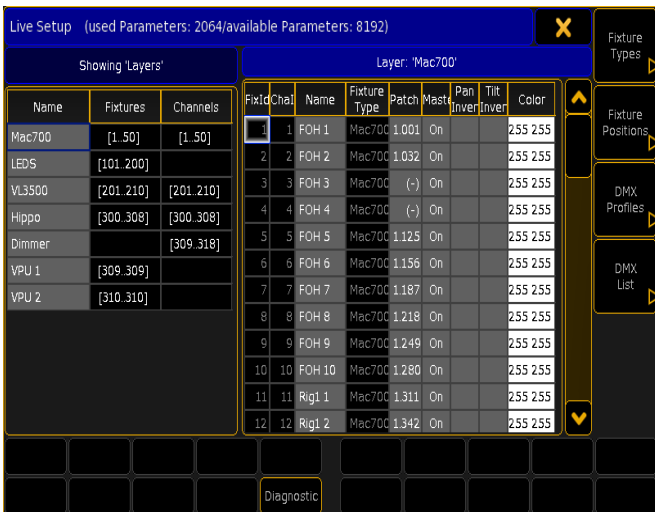 Live Setup (used Parameters: 2064/available Parameters: 8192)
Fixture Types
Showing 'Layers'
Layer: 'Mac700'
Name Fixtures Channels
FixId ChaI Name Fixture Type Patch Maste Pan Inver Tilt Inver Color
Fixture Positions
Mac700 [1..50] [1..50]
LEDS [101..200]
VL3500 [201..210] [201..210]
Hippo [300..308] [300..308]
Dimmer [309..318]
VPU 1 [309..309]
VPU 2 [310..310]
1 1 FOH 1 Mac700 1.001 On 255 255
2 2 FOH 2 Mac700 1.032 On 255 255
3 3 FOH 3 Mac700 (-) On 255 255
4 4 FOH 4 Mac700 (-) On 255 255
5 5 FOH 5 Mac700 1.125 On 255 255
6 6 FOH 6 Mac700 1.156 On 255 255
7 7 FOH 7 Mac700 1.187 On 255 255
8 8 FOH 8 Mac700 1.218 On 255 255
9 9 FOH 9 Mac700 1.249 On 255 255
10 10 FOH 10 Mac700 1.280 On 255 255
11 11 Rig1 1 Mac700 1.311 On 255 255
12 12 Rig1 2 Mac700 1.342 On 255 255
DMX Profiles
DMX List
Diagnostic